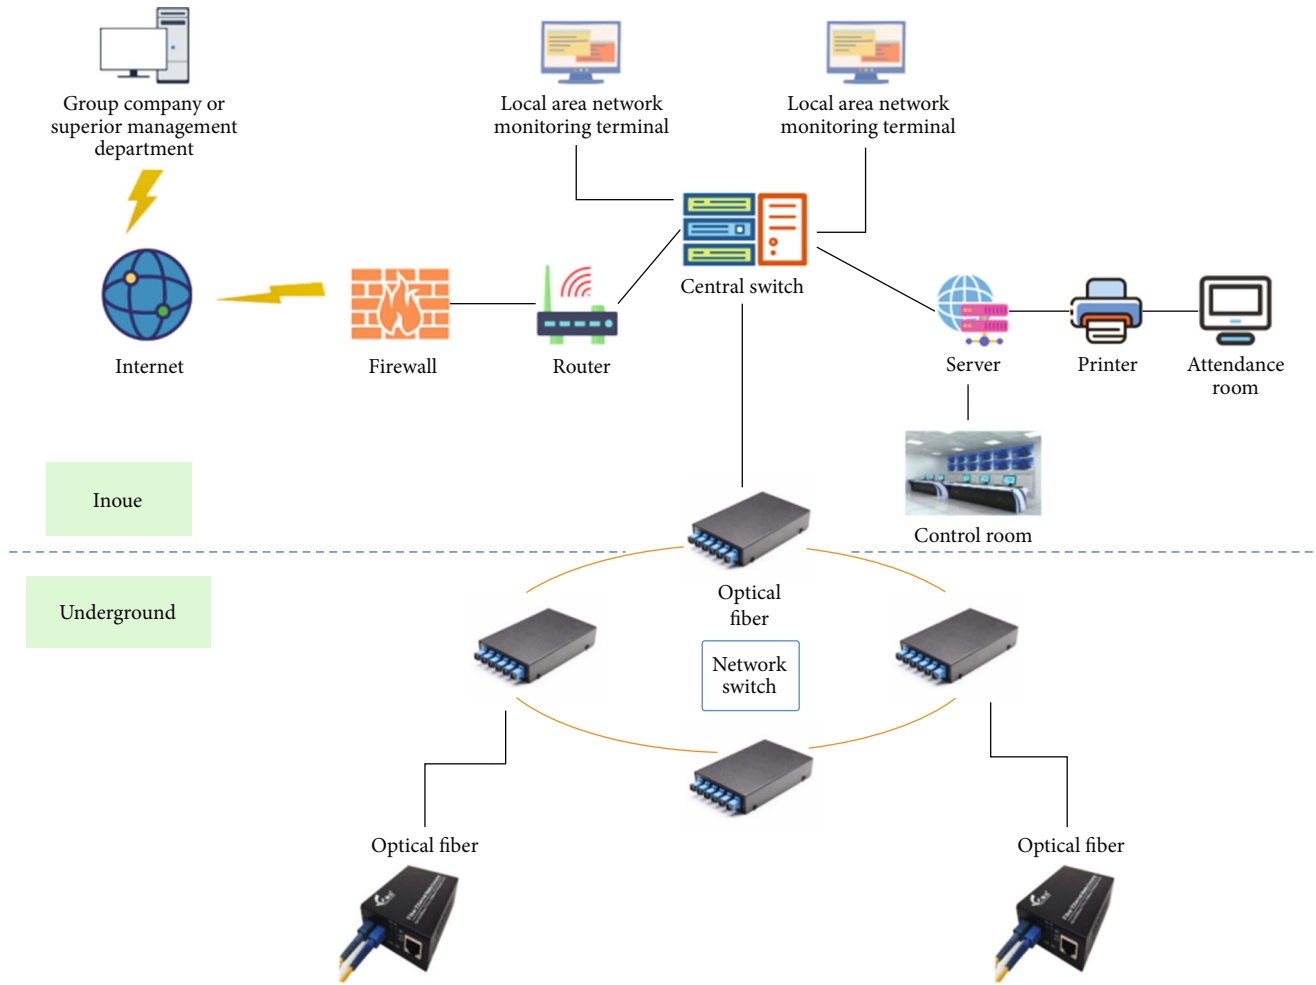 Group company or
superior management
department
Local area network
monitoring terminal
Local area network
monitoring terminal
Central switch
Internet
Firewall
Router
Server
Printer
Attendance
room
Inoue
Control room
Underground
Optical
fiber
Network
switch
Optical fiber
Optical fiber